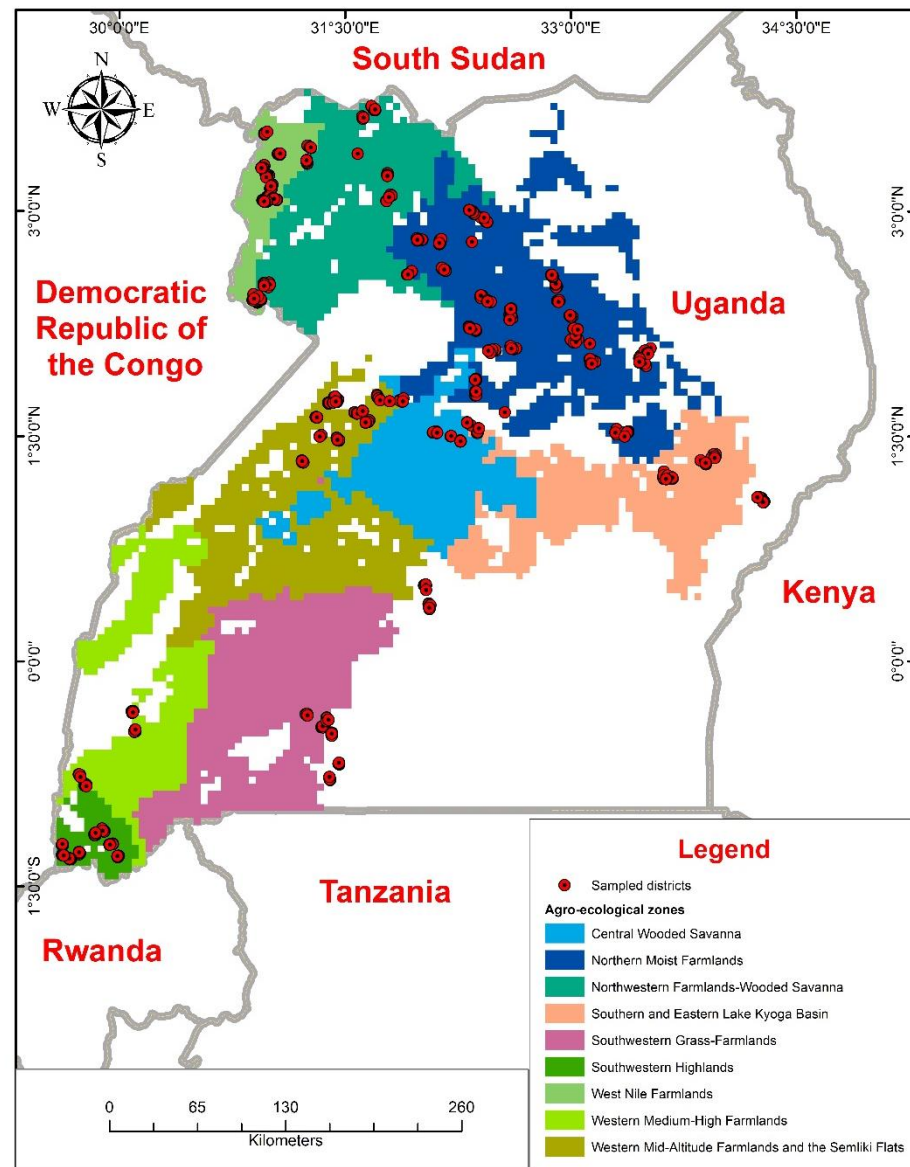 30°0'0"E
31°30'0"E
33°0'0"E
34°30'0"E
South Sudan
N
W
E
S
3°0'0"N
3°0'0"N
Democratic
Republic of
the Congo
Uganda
1°30'0"N
1°30'0"N
Kenya
0°0'0"
0°0'0"
1°30'0"S
Tanzania
Rwanda
Legend
Sampled districts
Agro-ecological zones
Central Wooded Savanna
Northern Moist Farmlands
Northwestern Farmlands-Wooded Savanna
Southern and Eastern Lake Kyoga Basin
Southwestern Grass-Farmlands
Southwestern Highlands
West Nile Farmlands
Western Medium-High Farmlands
Western Mid-Altitude Farmlands and the Semliki Flats
0
65
130
260
Kilometers